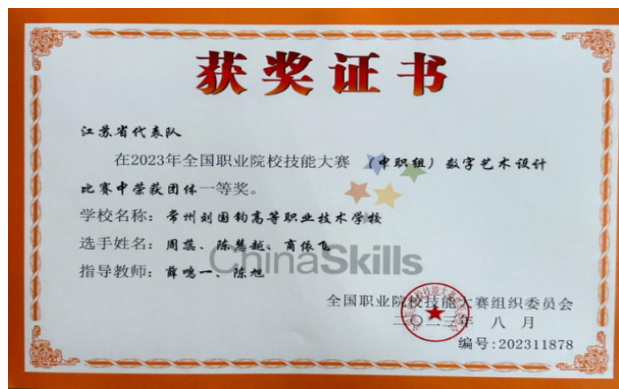 获奖证书
江苏省代表队
在2023年全国职业院校技能大赛 (中职组)数字艺术设计
比赛中荣获团体一等奖。
学校名称:常州刘国钧高等职业技术学校
选手姓名:周蕊、陈慧越、商依飞
指导教师:薛鸣一、陈旭
ChinaSkills
全国职业院校技能大赛组织委员会
二〇二三年 八 月
编号:202311878